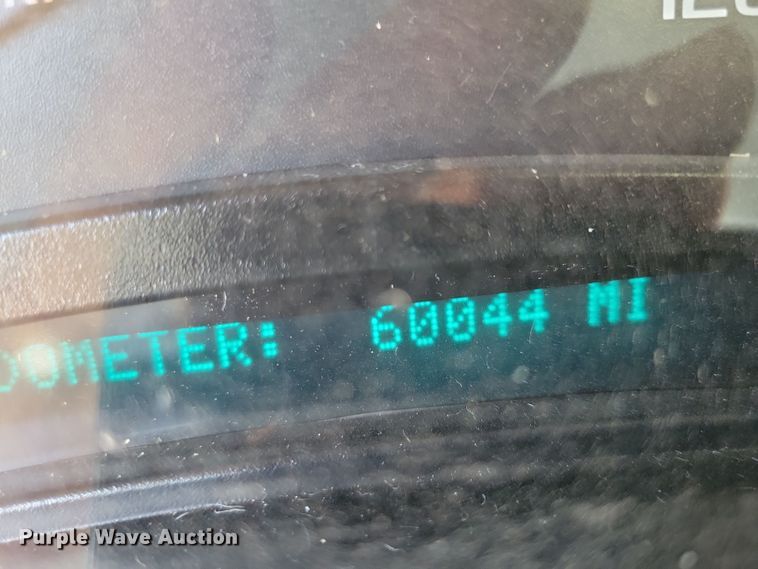 DOMETER: 60044 MI
Purple Wave Auction